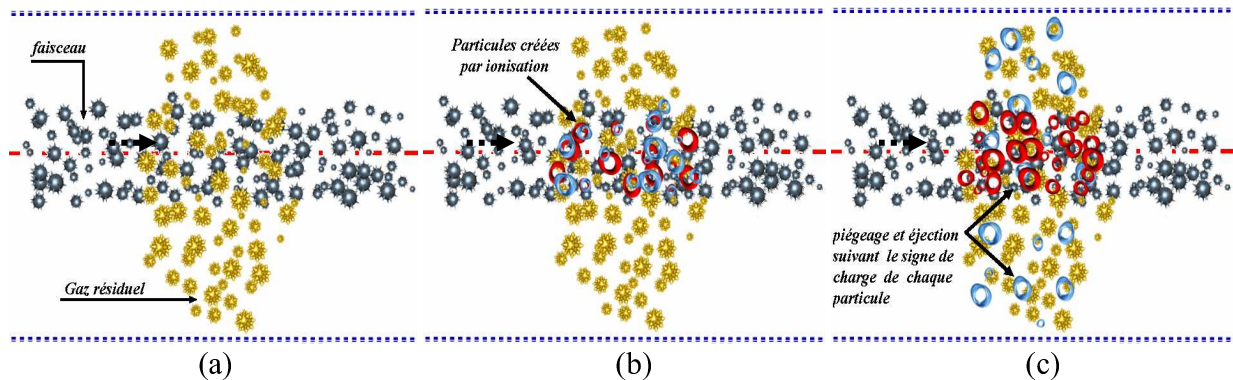 faisceau
Gaz résiduel
(a)
Particules créées
par ionisation
(b)
piégeage et éjection
suivant le signe de
charge de chaque
particule
(c)